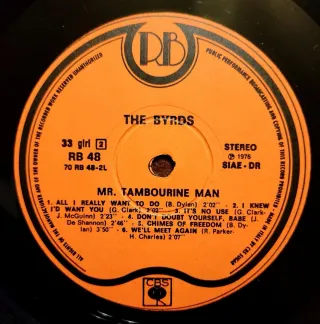 RB
ALL RIGHTS OF THE MANUFACTURER AND OF THE OWNER OF THE RECORDED WORK RESERVED UNAUTHORISED
PUBLIC PERFORMANCE BROADCASTING AND COPYING OF THIS RECORD PROHIBITED MADE IN ITALY BY CBS SUGAR
THE BYRDS
33 giri 2
RB 48
70 RB 48-2L
STEREO
℗ 1976
SIAE - DR
MR. TAMBOURINE MAN
1. ALL I REALLY WANT TO DO (B. Dylan) 2'02" - 2. I KNEW
I'D WANT YOU (G. Clark) 2'14" - 3. IT'S NO USE (G. Clark-
J. McGuinn) 2'23" - 4. DON'T DOUBT YOURSELF, BABE (J.
De Shannon) 2'46" - 5. CHIMES OF FREEDOM (B. Dy-
lan) 3'50" - 6. WE'LL MEET AGAIN (R. Parker-
H. Charles) 2'07"
CBS